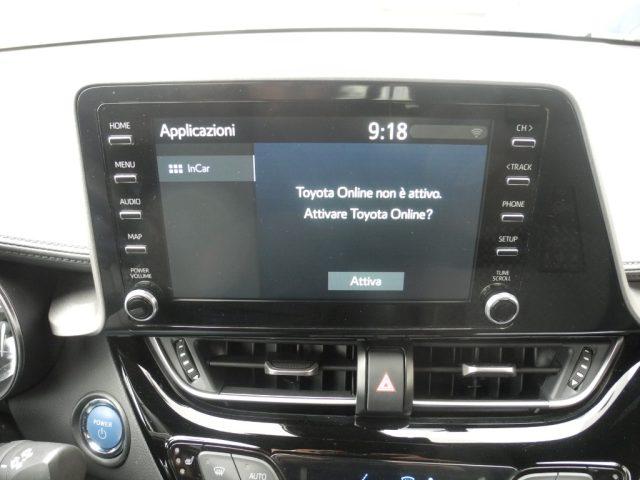 Applicazioni
9:18
InCar
Toyota Online non è attivo.
Attivare Toyota Online?
Attiva
HOME
MENU
AUDIO
MAP
POWER
VOLUME
CH >
< TRACK
PHONE
SETUP
TUNE
SCROLL
POWER
AUTO